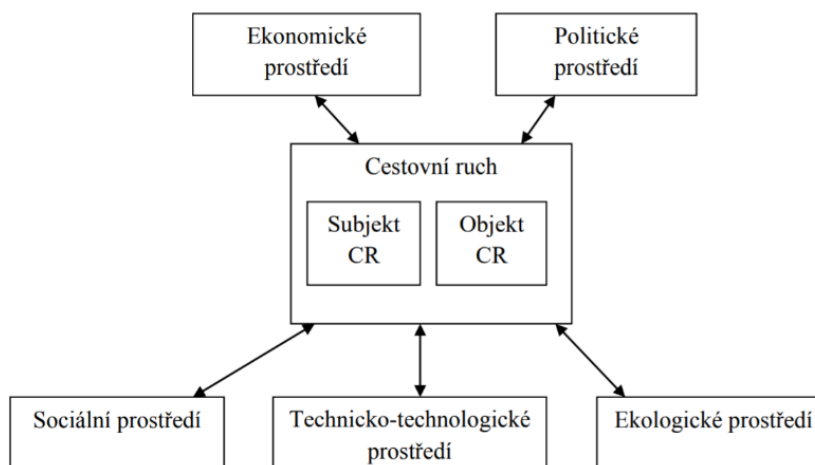 Ekonomické
prostředí
Politické
prostředí
Cestovní ruch
Subjekt
CR
Objekt
CR
Sociální prostředí
Technicko-technologické
prostředí
Ekologické prostředí